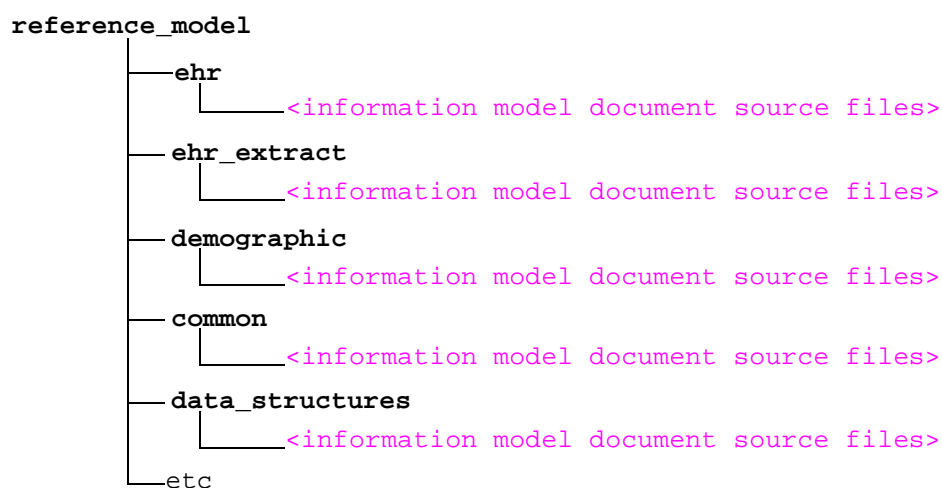 reference_model
ehr
<information model document source files>
ehr_extract
<information model document source files>
demographic
<information model document source files>
common
<information model document source files>
data_structures
<information model document source files>
etc